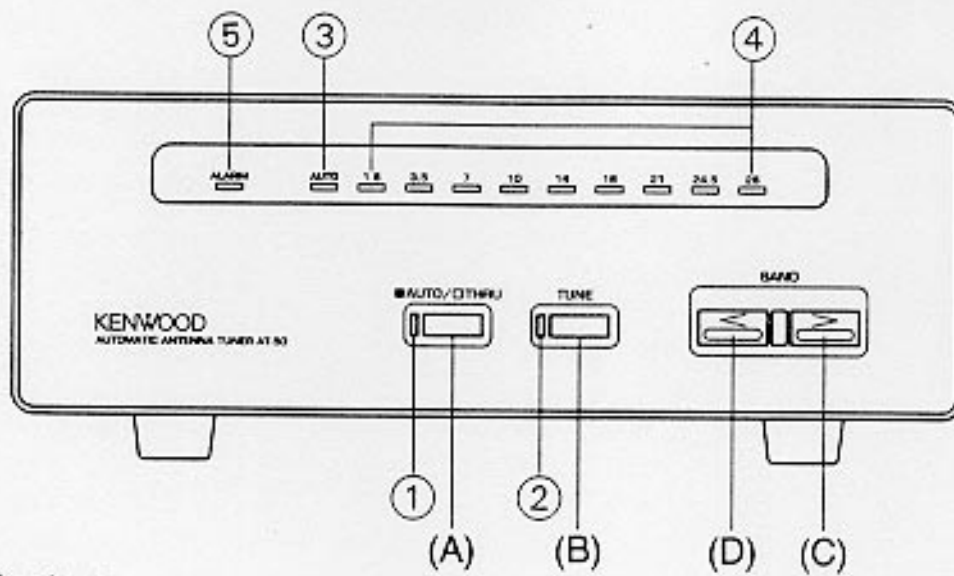 ⑤ ③ ④
ALARM AUTO 1.8 3.5 7 10 14 18 21 24.5 28
BAND
■AUTO/□THRU TUNE
KENWOOD
AUTOMATIC ANTENNA TUNER AT-50
< >
① ②
(A) (B) (D) (C)